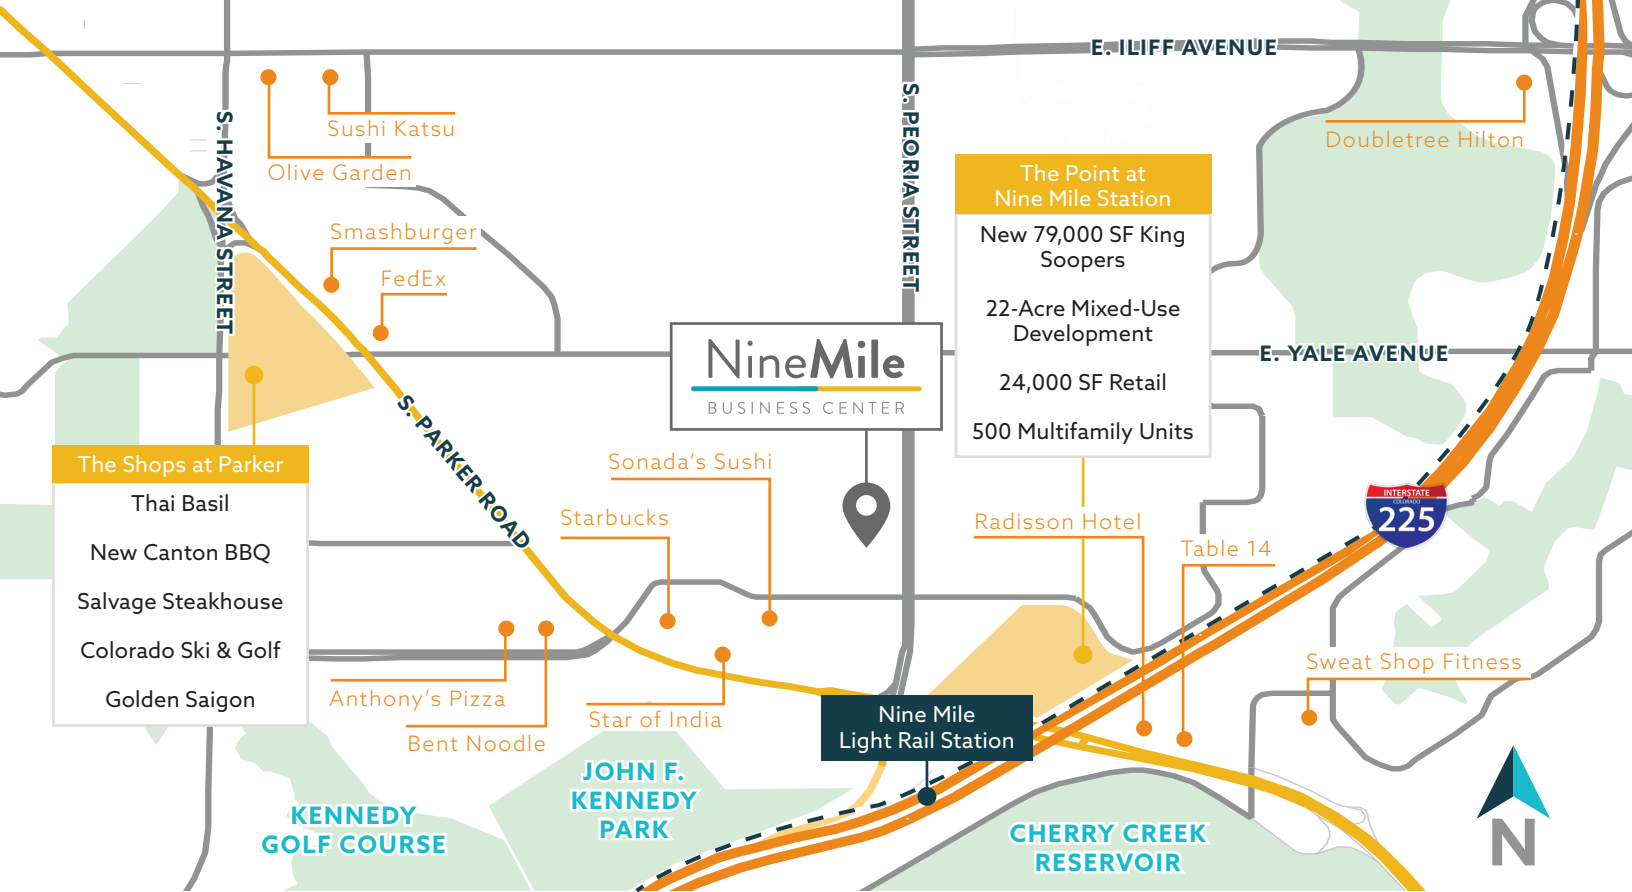 E. ILIFF AVENUE
S. HAVANA STREET
S. PEORIA STREET
Sushi Katsu
Olive Garden
Doubletree Hilton
Smashburger
FedEx
The Point at
Nine Mile Station
New 79,000 SF King
Soopers
22-Acre Mixed-Use
Development
24,000 SF Retail
500 Multifamily Units
NineMile
BUSINESS CENTER
E. YALE AVENUE
S. PARKER ROAD
The Shops at Parker
Thai Basil
New Canton BBQ
Salvage Steakhouse
Colorado Ski & Golf
Golden Saigon
Sonada's Sushi
Starbucks
Radisson Hotel
Table 14
INTERSTATE
COLORADO
225
Anthony's Pizza
Bent Noodle
Star of India
Sweat Shop Fitness
Nine Mile
Light Rail Station
JOHN F.
KENNEDY
PARK
KENNEDY
GOLF COURSE
CHERRY CREEK
RESERVOIR
N